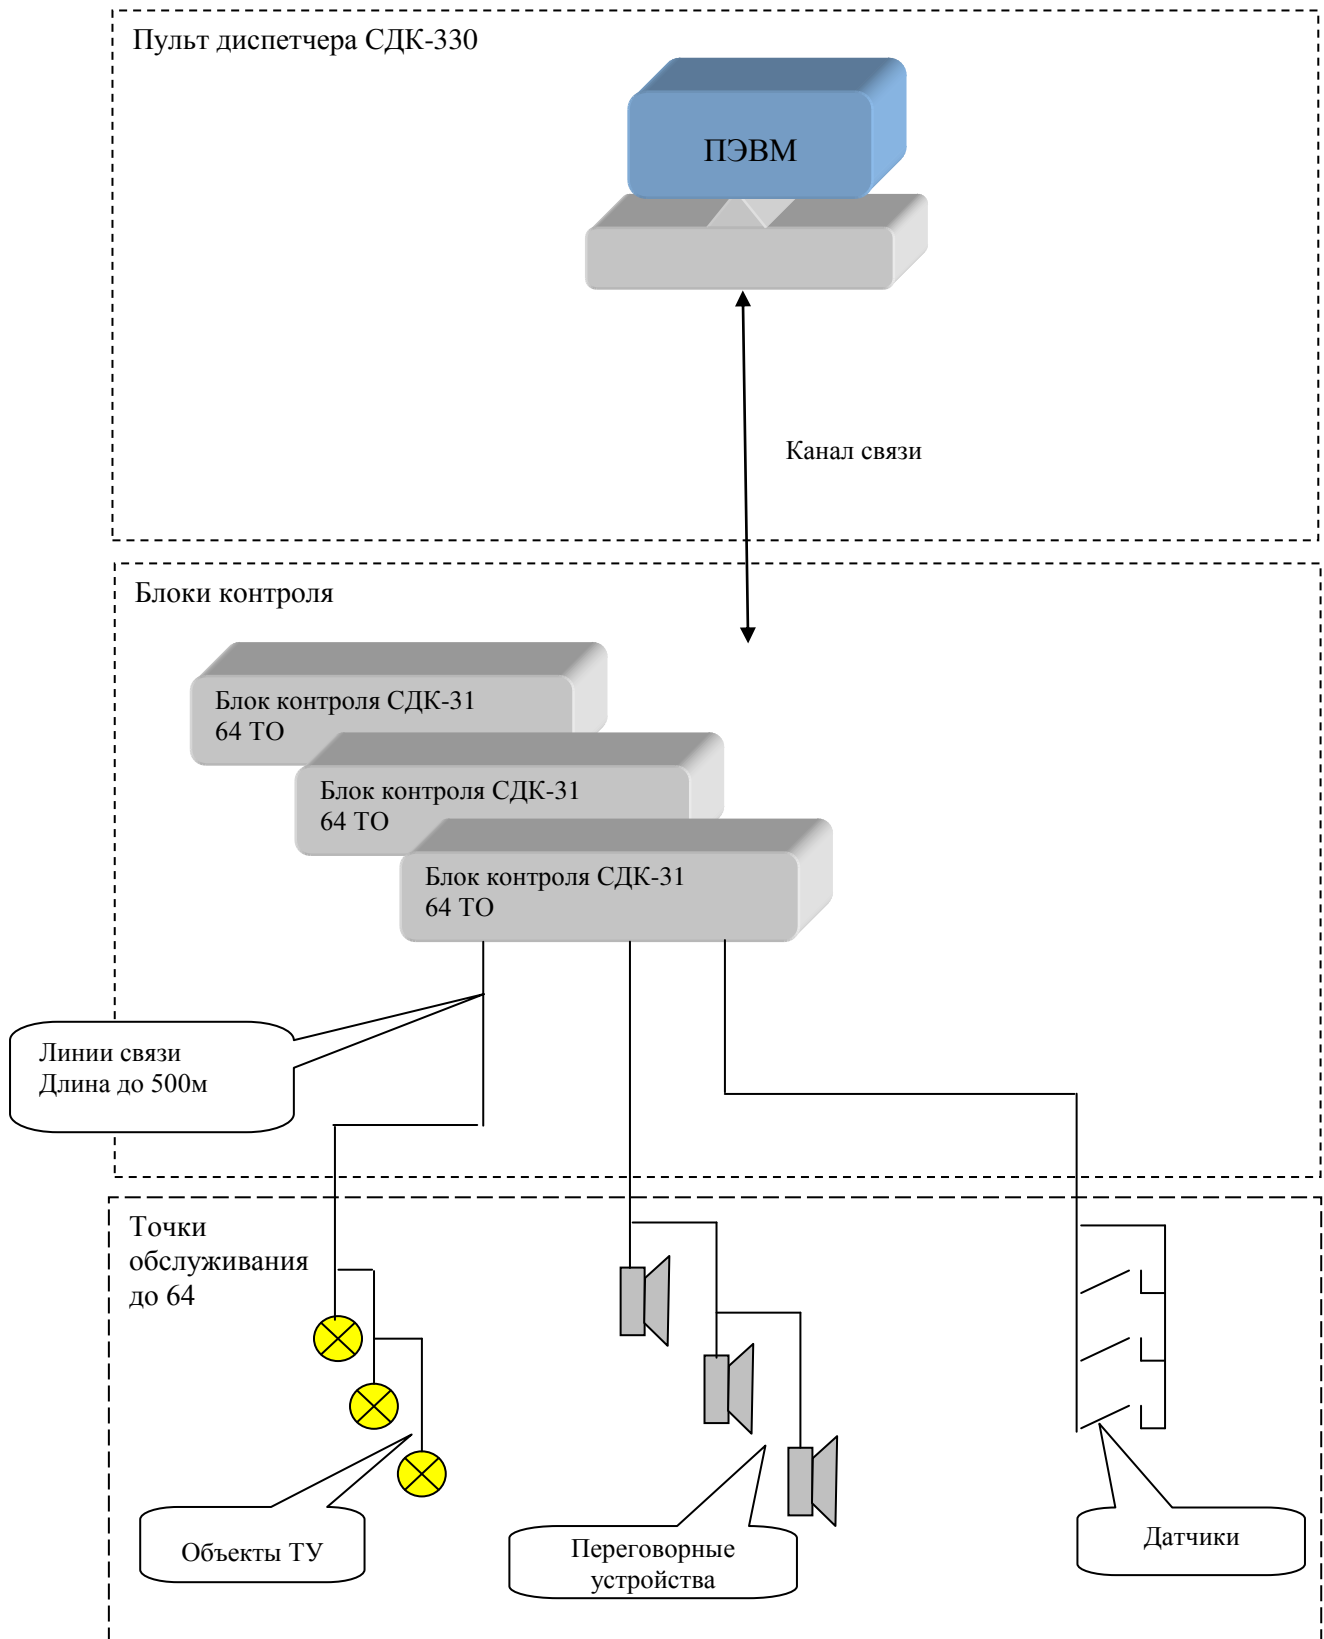 Пульт диспетчера СДК-330
ПЭВМ
Канал связи
Блоки контроля
Блок контроля СДК-31
64 ТО
Блок контроля СДК-31
64 ТО
Блок контроля СДК-31
64 ТО
Линии связи
Длина до 500м
Точки
обслуживания
до 64
Объекты ТУ
Переговорные
устройства
Датчики